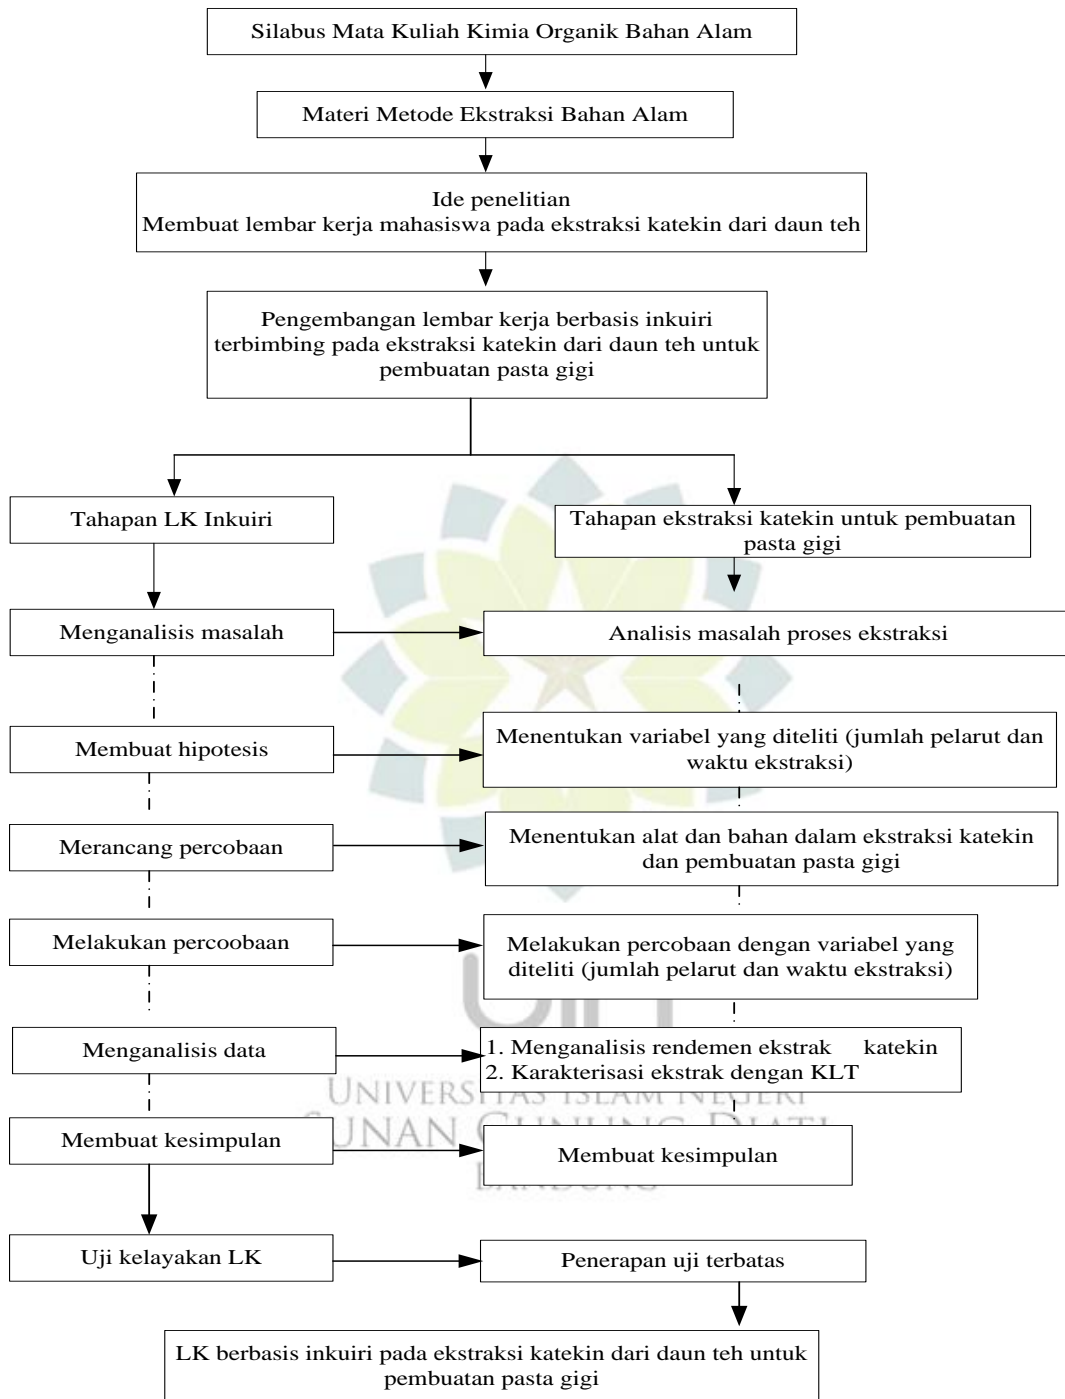 Silabus Mata Kuliah Kimia Organik Bahan Alam
Materi Metode Ekstraksi Bahan Alam
Ide penelitian
Membuat lembar kerja mahasiswa pada ekstraksi katekin dari daun teh
Pengembangan lembar kerja berbasis inkuiri
terbimbing pada ekstraksi katekin dari daun teh untuk
pembuatan pasta gigi
Tahapan LK Inkuiri
Tahapan ekstraksi katekin untuk pembuatan
pasta gigi
Menganalisis masalah
Analisis masalah proses ekstraksi
Membuat hipotesis
Menentukan variabel yang diteliti (jumlah pelarut dan
waktu ekstraksi)
Merancang percobaan
Menentukan alat dan bahan dalam ekstraksi katekin
dan pembuatan pasta gigi
Melakukan percoobaan
Melakukan percobaan dengan variabel yang
diteliti (jumlah pelarut dan waktu ekstraksi)
uin
Menganalisis data
1. Menganalisis rendemen ekstrak katekin
2. Karakterisasi ekstrak dengan KLT
UNIVERSITAS ISLAM NEGERI
SUNAN GUNUNG DJATI
BANDUNG
Membuat kesimpulan
Membuat kesimpulan
Uji kelayakan LK
Penerapan uji terbatas
LK berbasis inkuiri pada ekstraksi katekin dari daun teh untuk
pembuatan pasta gigi